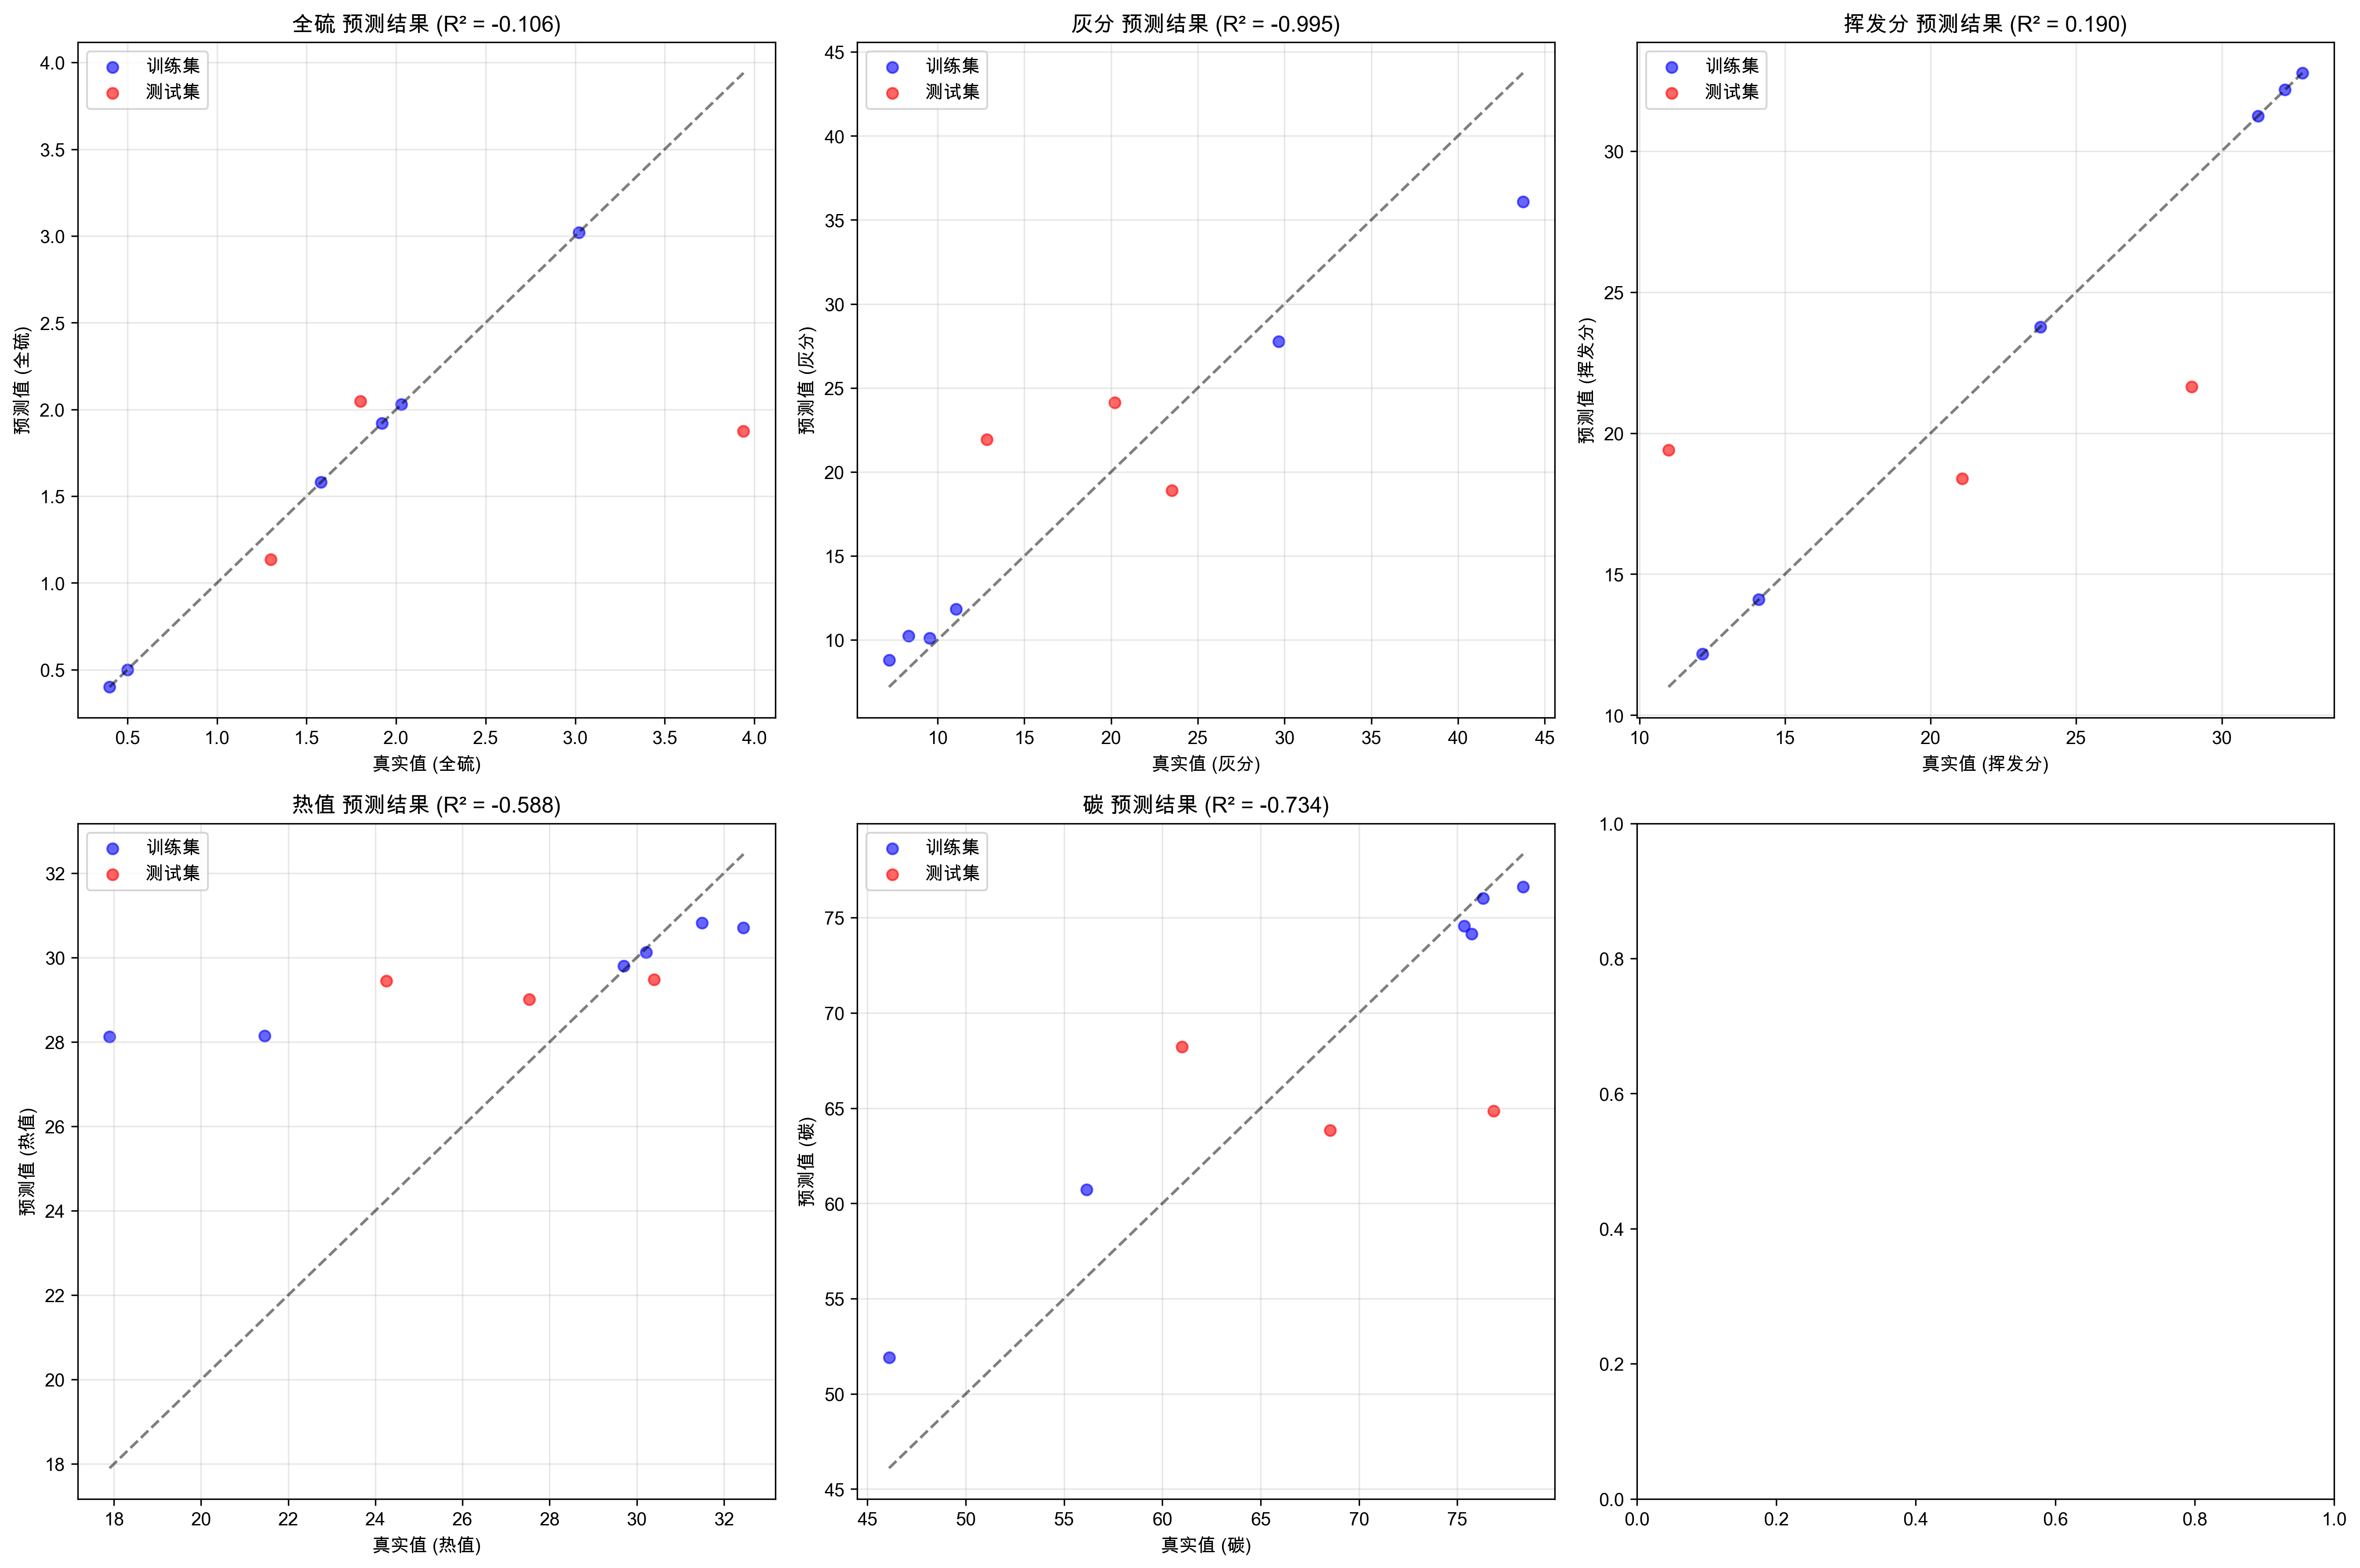 全硫 预测结果 (R² = -0.106)
训练集
测试集
4.0
3.5
3.0
2.5
2.0
1.5
1.0
0.5
预测值 (全硫)
0.5 1.0 1.5 2.0 2.5 3.0 3.5 4.0
真实值 (全硫)
灰分 预测结果 (R² = -0.995)
训练集
测试集
45
40
35
30
25
20
15
10
预测值 (灰分)
10 15 20 25 30 35 40 45
真实值 (灰分)
挥发分 预测结果 (R² = 0.190)
训练集
测试集
30
25
20
15
10
预测值 (挥发分)
10 15 20 25 30
真实值 (挥发分)
热值 预测结果 (R² = -0.588)
训练集
测试集
32
30
28
26
24
22
20
18
预测值 (热值)
18 20 22 24 26 28 30 32
真实值 (热值)
碳 预测结果 (R² = -0.734)
训练集
测试集
75
70
65
60
55
50
45
预测值 (碳)
45 50 55 60 65 70 75
真实值 (碳)
1.0
0.8
0.6
0.4
0.2
0.0
0.0 0.2 0.4 0.6 0.8 1.0